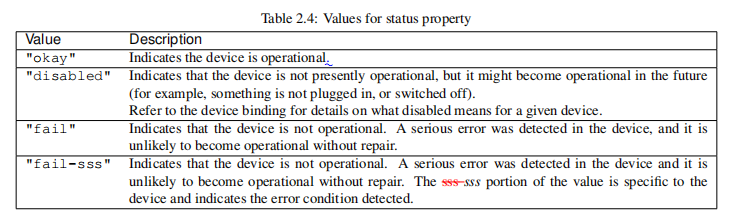 Table 2.4: Values for status property
Value Description
"okay" Indicates the device is operational.
"disabled" Indicates that the device is not presently operational, but it might become operational in the future
(for example, something is not plugged in, or switched off).
Refer to the device binding for details on what disabled means for a given device.
"fail" Indicates that the device is not operational. A serious error was detected in the device, and it is
unlikely to become operational without repair.
"fail-sss" Indicates that the device is not operational. A serious error was detected in the device and it is
unlikely to become operational without repair. The sss sss portion of the value is specific to the
device and indicates the error condition detected.